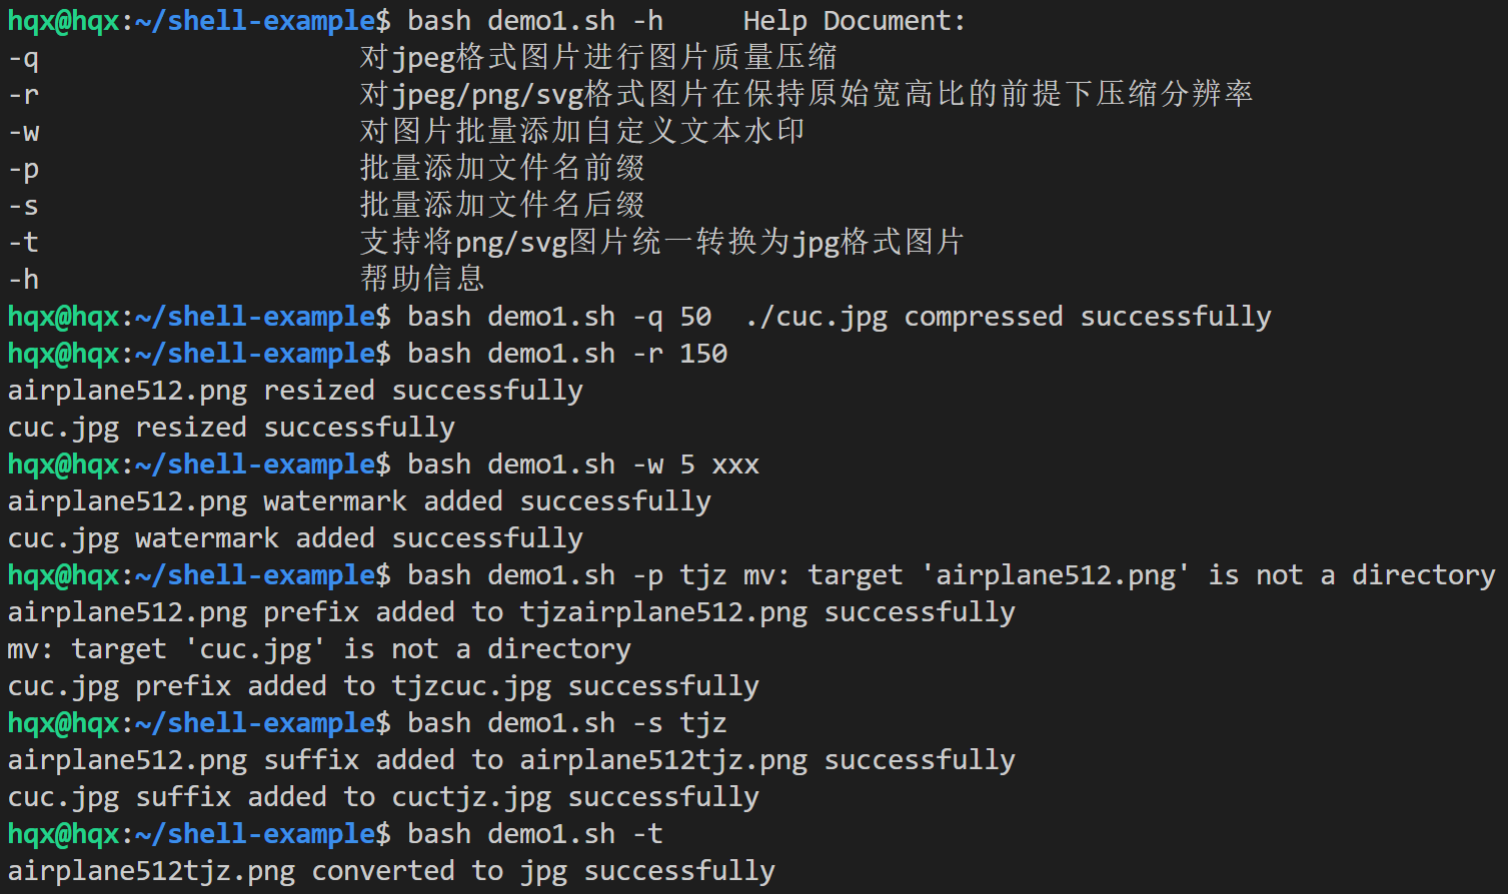 hqx@hqx:~/shell-example$ bash demo1.sh -h     Help Document:
-q                    对jpeg格式图片进行图片质量压缩
-r                    对jpeg/png/svg格式图片在保持原始宽高比的前提下压缩分辨率
-w                    对图片批量添加自定义文本水印
-p                    批量添加文件名前缀
-s                    批量添加文件名后缀
-t                    支持将png/svg图片统一转换为jpg格式图片
-h                    帮助信息
hqx@hqx:~/shell-example$ bash demo1.sh -q 50  ./cuc.jpg compressed successfully
hqx@hqx:~/shell-example$ bash demo1.sh -r 150
airplane512.png resized successfully
cuc.jpg resized successfully
hqx@hqx:~/shell-example$ bash demo1.sh -w 5 xxx
airplane512.png watermark added successfully
cuc.jpg watermark added successfully
hqx@hqx:~/shell-example$ bash demo1.sh -p tjz mv: target 'airplane512.png' is not a directory
airplane512.png prefix added to tjzairplane512.png successfully
mv: target 'cuc.jpg' is not a directory
cuc.jpg prefix added to tjzcuc.jpg successfully
hqx@hqx:~/shell-example$ bash demo1.sh -s tjz
airplane512.png suffix added to airplane512tjz.png successfully
cuc.jpg suffix added to cuctjz.jpg successfully
hqx@hqx:~/shell-example$ bash demo1.sh -t
airplane512tjz.png converted to jpg successfully